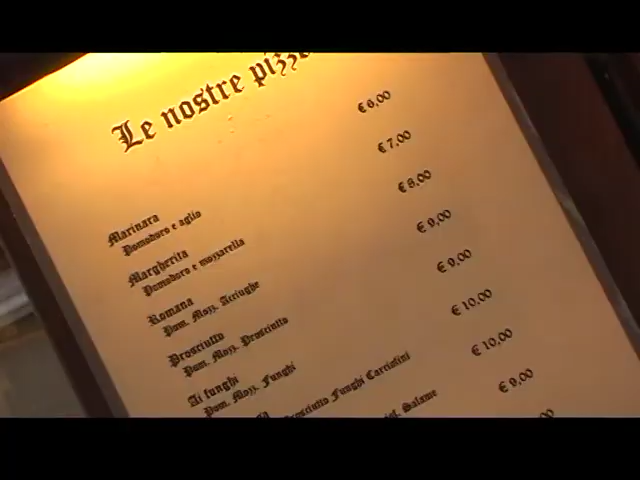 Le nostre pizze
Marinara € 6,00
Pomodoro e aglio
Margherita € 7,00
Pomodoro e mozzarella
Romana € 8,00
Pom. Mozz. Acciughe
Prosciutto € 9,00
Pom. Mozz. Prosciutto
Ai funghi € 9,00
Pom. Mozz. Funghi
€ 10,00
Prosciutto Funghi Carciofini
€ 10,00
Salame
€ 9,00